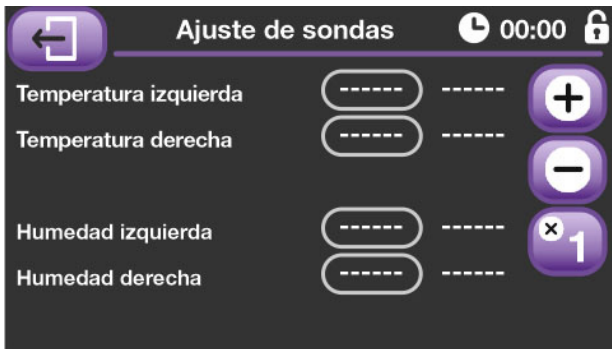 Ajuste de sondas 00:00
Temperatura izquierda ------ ------
Temperatura derecha ------ ------
Humedad izquierda ------ ------
Humedad derecha ------ ------
+
−
×1